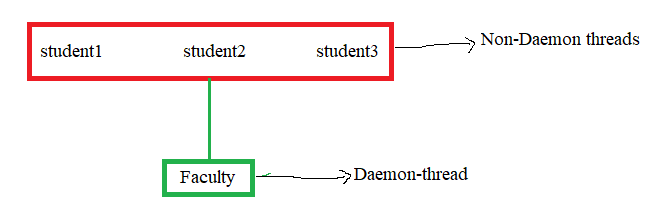 student1 student2 student3
Non-Daemon threads
Faculty
Daemon-thread